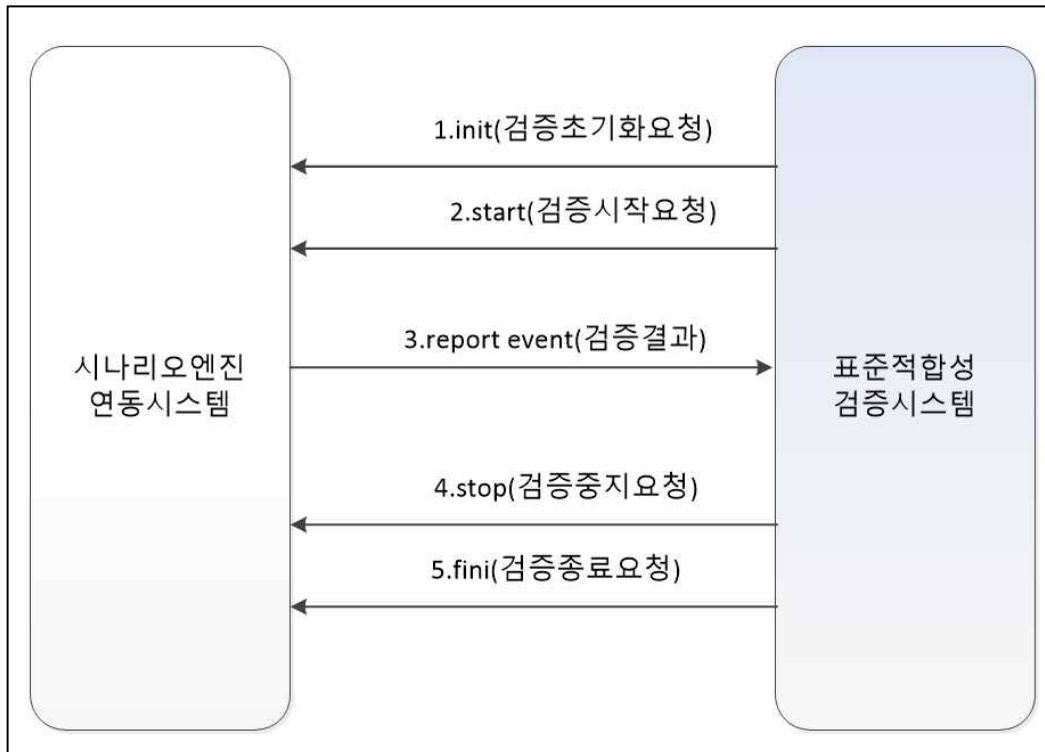 1.init(검증초기화요청)
2.start(검증시작요청)
3.report event(검증결과)
시나리오엔진
연동시스템
표준적합성
검증시스템
4.stop(검증중지요청)
5.fini(검증종료요청)